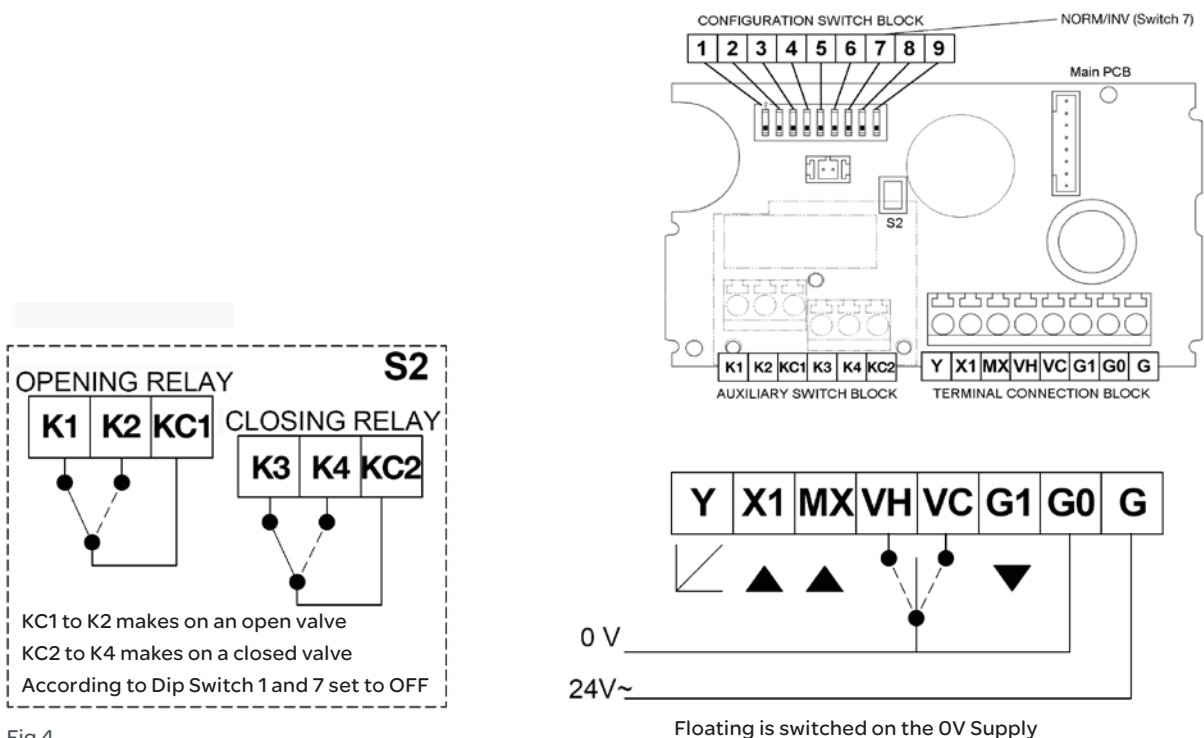 CONFIGURATION SWITCH BLOCK
NORM/INV (Switch 7)
1 2 3 4 5 6 7 8 9
Main PCB
S2
K1 K2 KC1 K3 K4 KC2
Y X1 MX VH VC G1 G0 G
AUXILIARY SWITCH BLOCK
TERMINAL CONNECTION BLOCK
S2
OPENING RELAY
K1 K2 KC1
CLOSING RELAY
K3 K4 KC2
KC1 to K2 makes on an open valve
KC2 to K4 makes on a closed valve
According to Dip Switch 1 and 7 set to OFF
Y X1 MX VH VC G1 G0 G
0 V
24V~
Floating is switched on the 0V Supply
Fig 4